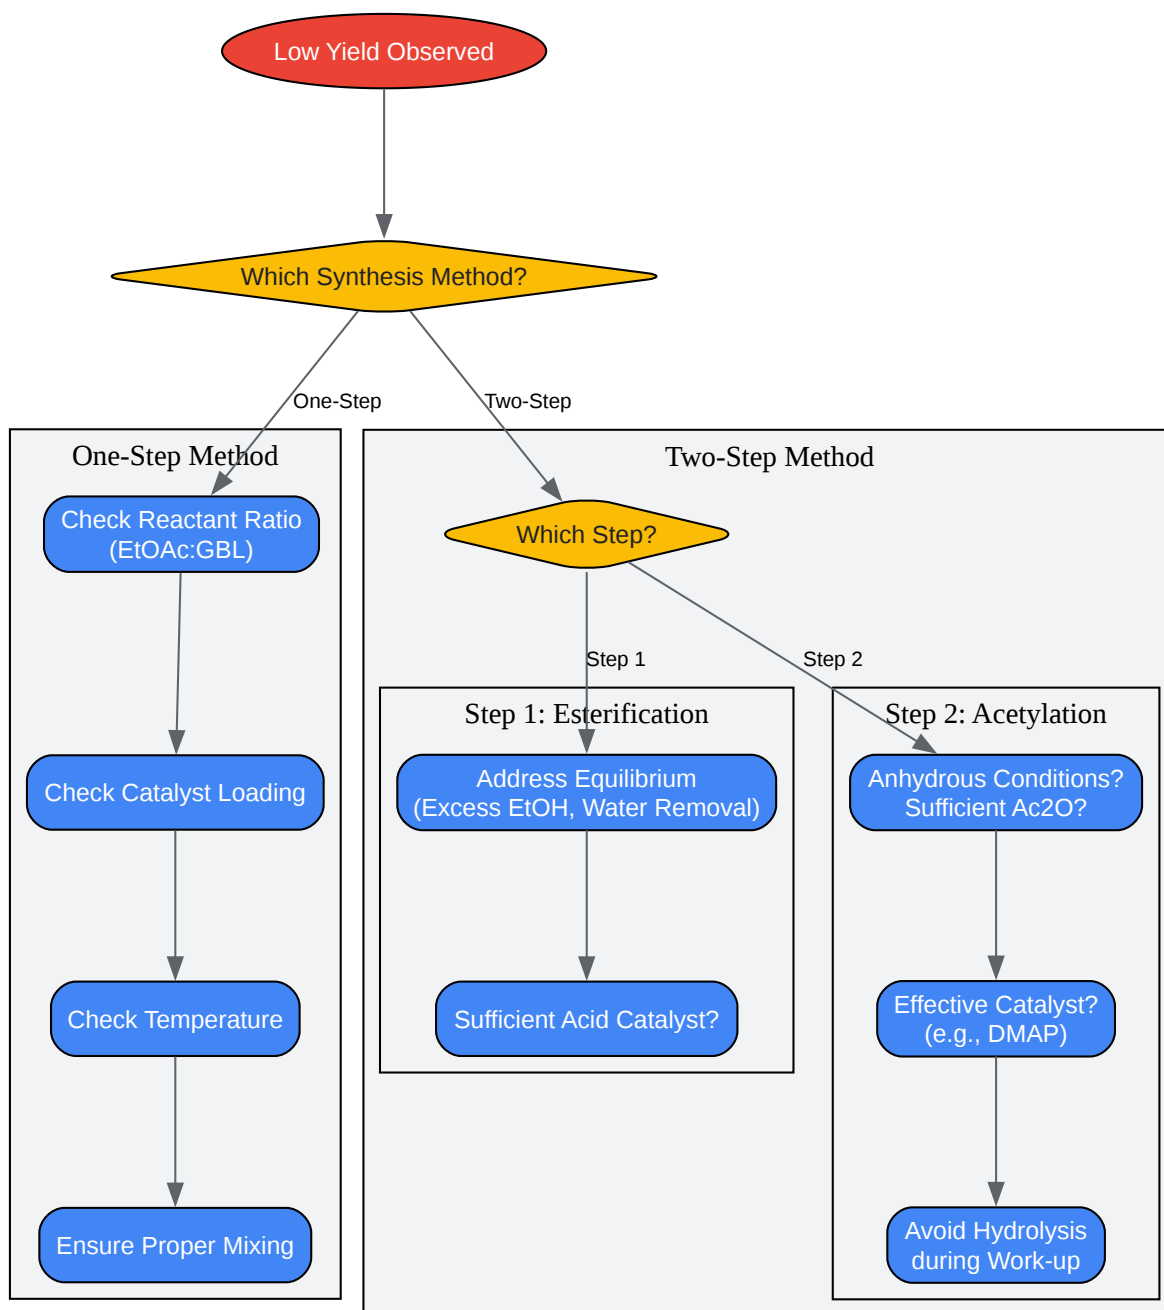 Low Yield Observed
Which Synthesis Method?
One-Step
Two-Step
One-Step Method
Check Reactant Ratio
(EtOAc:GBL)
Check Catalyst Loading
Check Temperature
Ensure Proper Mixing
Two-Step Method
Which Step?
Step 1
Step 2
Step 1: Esterification
Address Equilibrium
(Excess EtOH, Water Removal)
Sufficient Acid Catalyst?
Step 2: Acetylation
Anhydrous Conditions?
Sufficient Ac2O?
Effective Catalyst?
(e.g., DMAP)
Avoid Hydrolysis
during Work-up